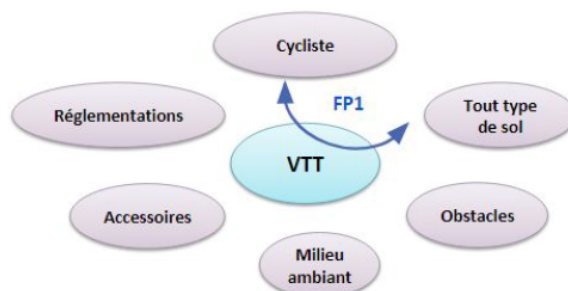 Cycliste
FP1
Réglementations
Tout type
de sol
VTT
Accessoires
Obstacles
Milieu
ambiant